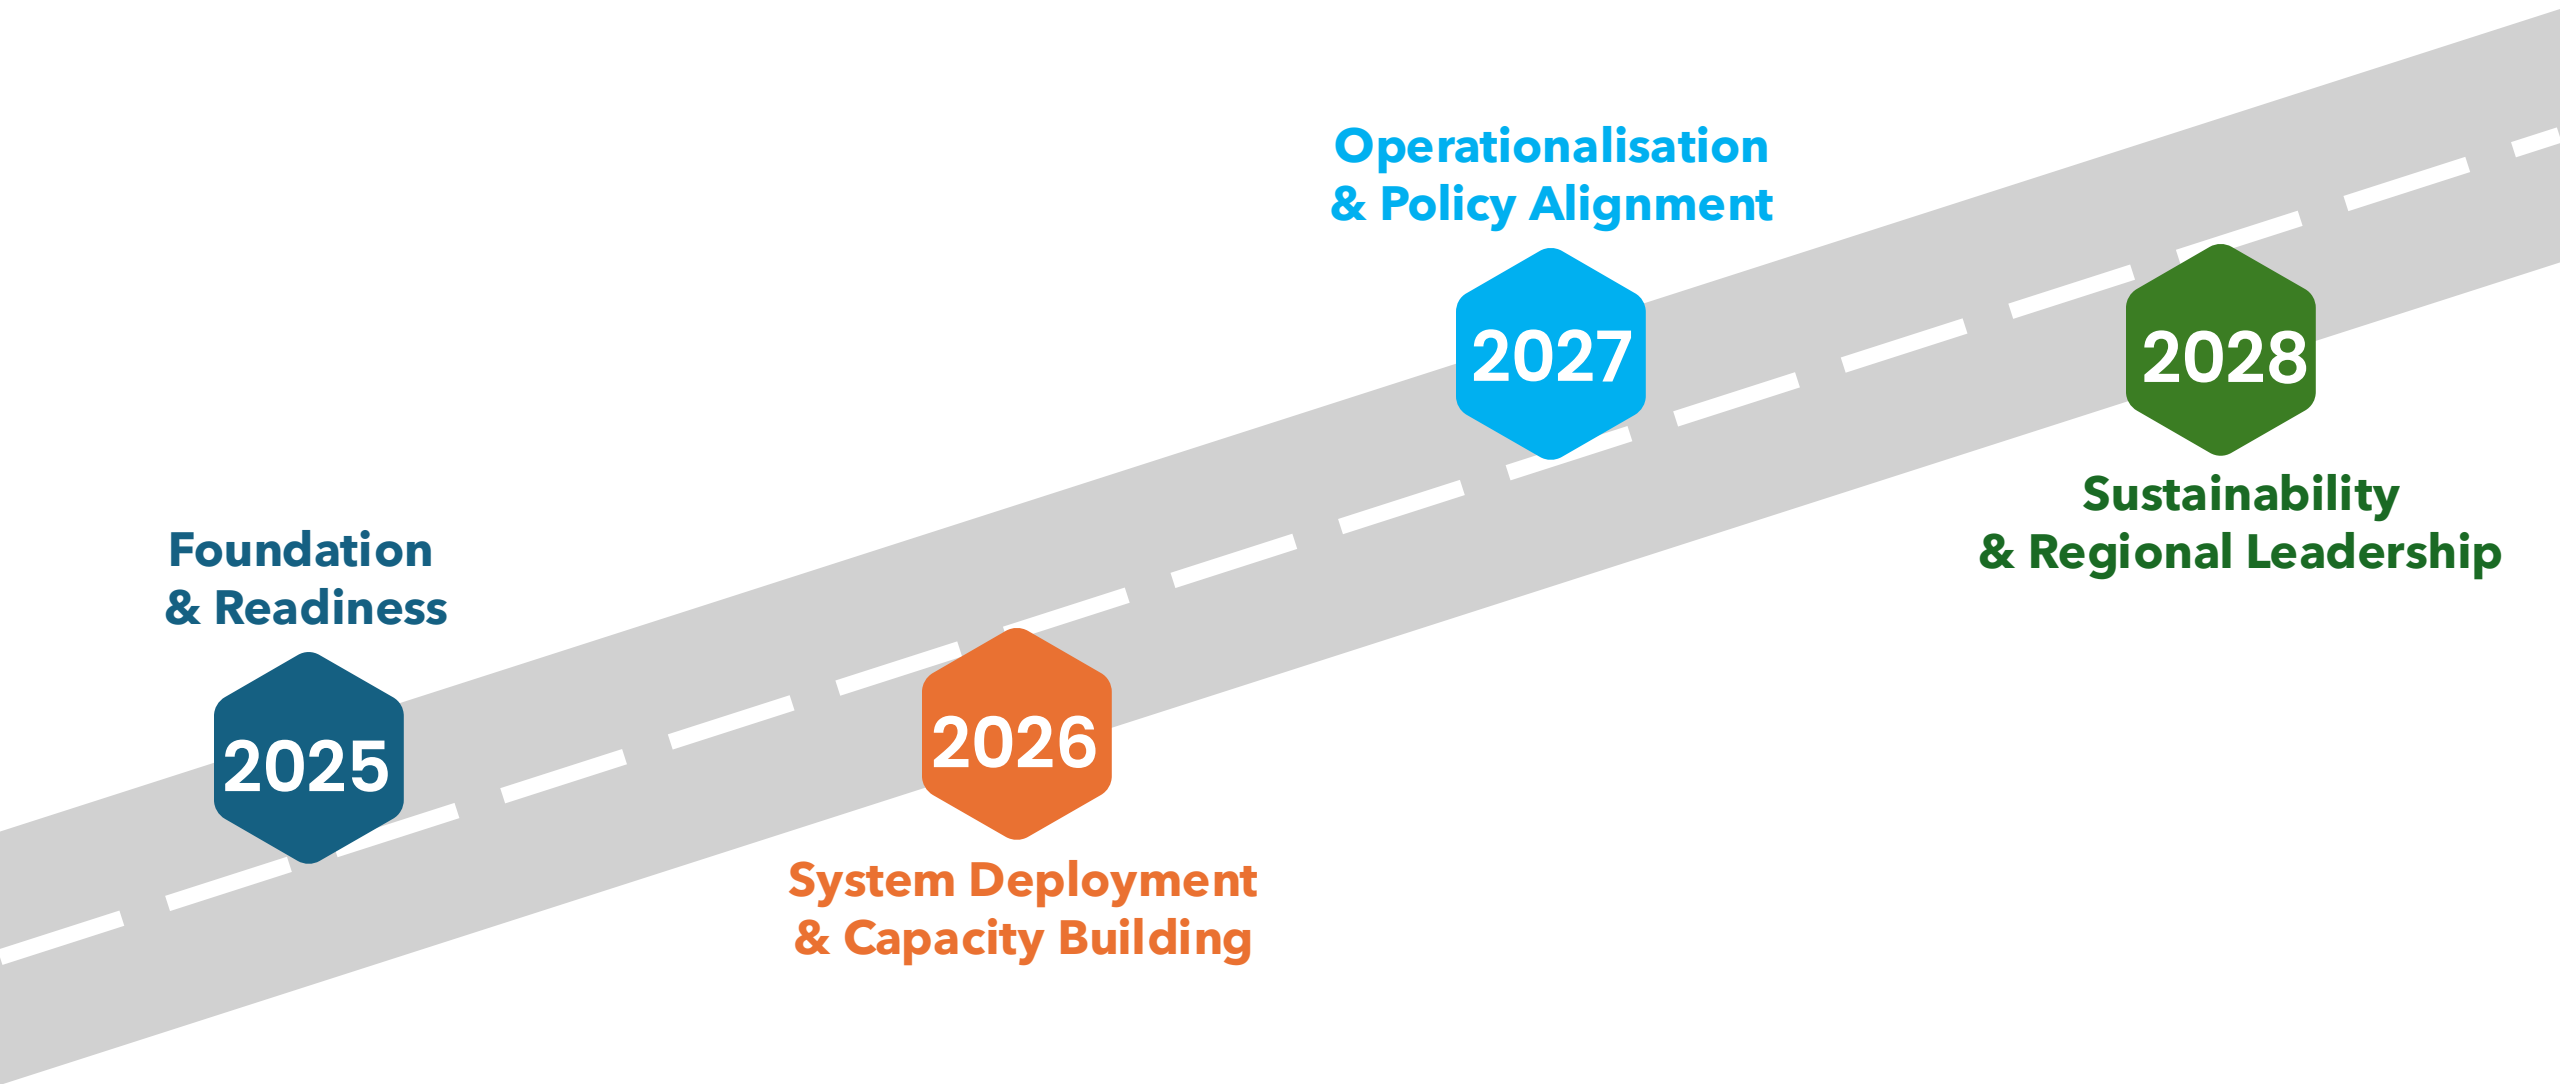 Foundation
& Readiness
2025
2026
System Deployment
& Capacity Building
Operationalisation
& Policy Alignment
2027
2028
Sustainability
& Regional Leadership